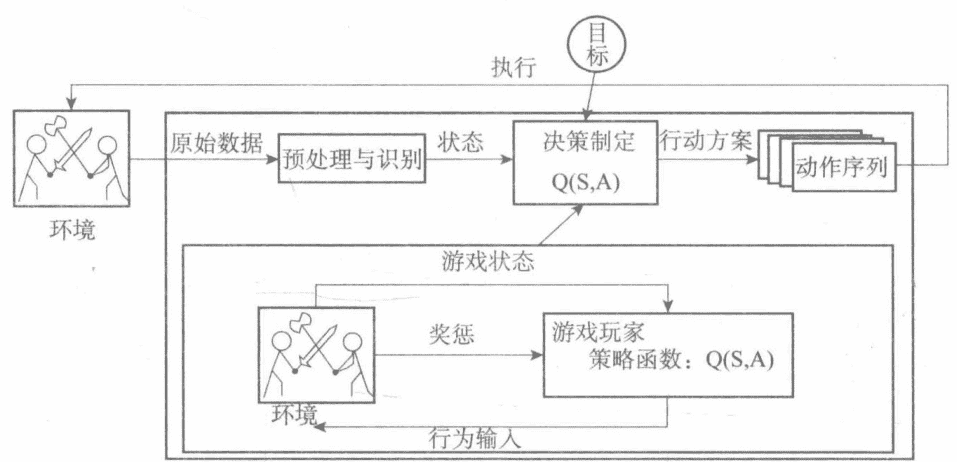 目
标
执行
原始数据
预处理与识别
状态
决策制定
Q(S,A)
行动方案
动作序列
环境
游戏状态
奖惩
游戏玩家
策略函数：Q(S,A)
环境
行为输入